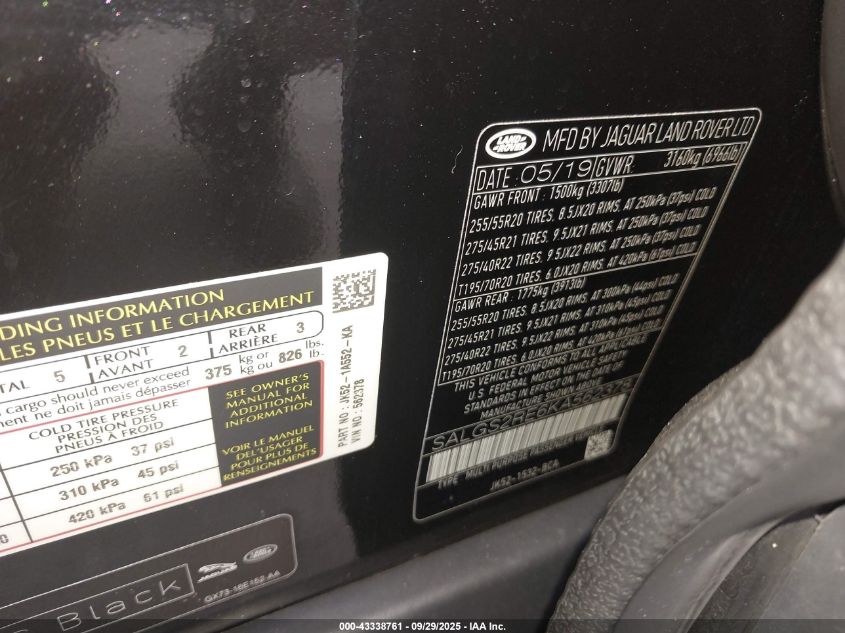 LAND ROVER
MFD BY JAGUAR LAND ROVER LTD
DATE: 05/19 GVWR: 3160kg (6966lb)
GAWR FRONT: 1500kg (3307lb)
255/55R20 TIRES, 8.5JX20 RIMS, AT 250kPa (37psi) COLD
275/45R21 TIRES, 9.5JX21 RIMS, AT 250kPa (37psi) COLD
275/40R22 TIRES, 9.5JX22 RIMS, AT 250kPa (37psi) COLD
T195/70R20 TIRES, 6.0JX20 RIMS, AT 420kPa (61psi) COLD
GAWR REAR: 1775kg (3913lb)
255/55R20 TIRES, 8.5JX20 RIMS, AT 300kPa (44psi) COLD
275/45R21 TIRES, 9.5JX21 RIMS, AT 310kPa (45psi) COLD
275/40R22 TIRES, 9.5JX22 RIMS, AT 310kPa (45psi) COLD
T195/70R20 TIRES, 6.0JX20 RIMS, AT 420kPa (61psi) COLD
THIS VEHICLE CONFORMS TO ALL APPLICABLE
U.S. FEDERAL MOTOR VEHICLE SAFETY
STANDARDS IN EFFECT ON THE DATE OF
MANUFACTURE SHOWN ABOVE
SALGS2RE6KA562378
TYPE: MULTI PURPOSE PASSENGER
JK52-1532-BCA
DING INFORMATION
LES PNEUS ET LE CHARGEMENT
TAL 5 FRONT AVANT 2 REAR ARRIÈRE 3
cargo should never exceed 375 kg or 826 lbs.
ment ne doit jamais dépasser kg ou lb.
COLD TIRE PRESSURE
PRESSION DES
PNEUS À FROID
250 kPa 37 psi
310 kPa 45 psi
420 kPa 61 psi
SEE OWNER'S
MANUAL FOR
ADDITIONAL
INFORMATION
VOIR LE MANUEL
DE L'USAGER
POUR PLUS DE
RENSEIGNEMENTS
PART NO: JK52-1A552-KA
VIN NO: 562378
Black
JAGUAR
LAND ROVER
GX73-16E152-AA
000-43338761 - 09/29/2025 - IAA Inc.